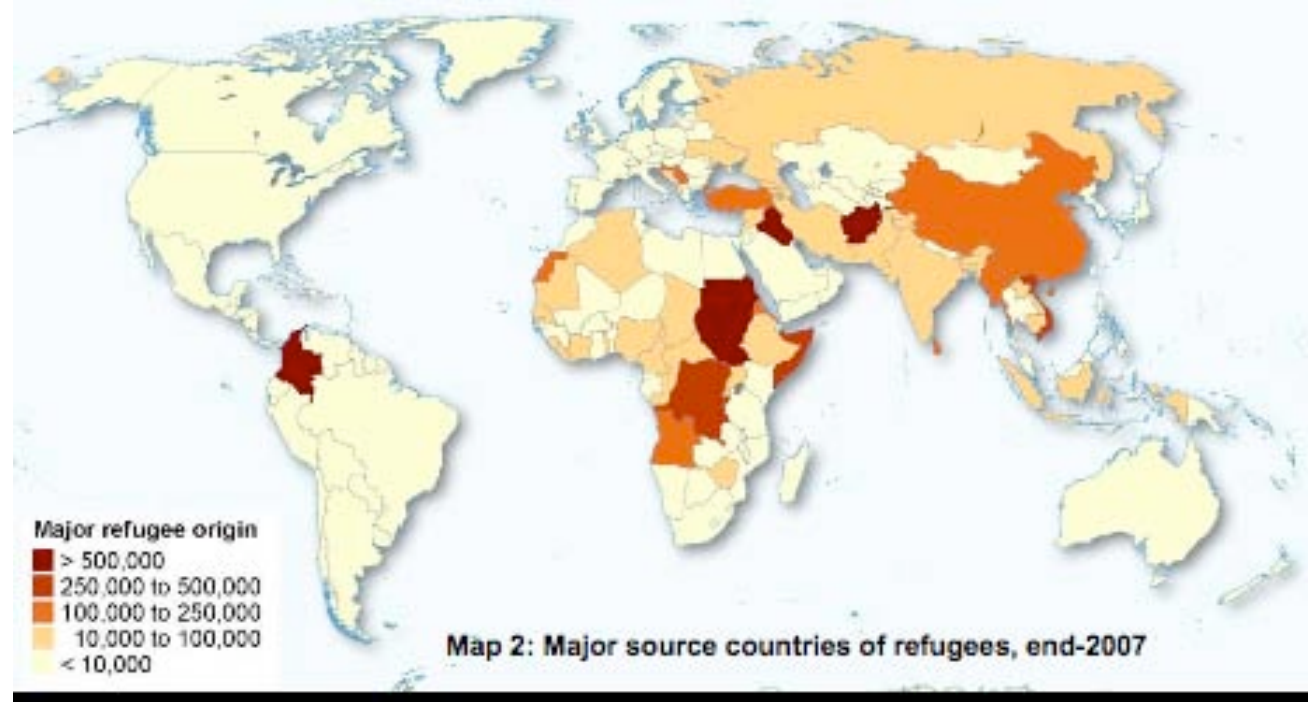 Major refugee origin
> 500,000
250,000 to 500,000
100,000 to 250,000
10,000 to 100,000
< 10,000
Map 2: Major source countries of refugees, end-2007